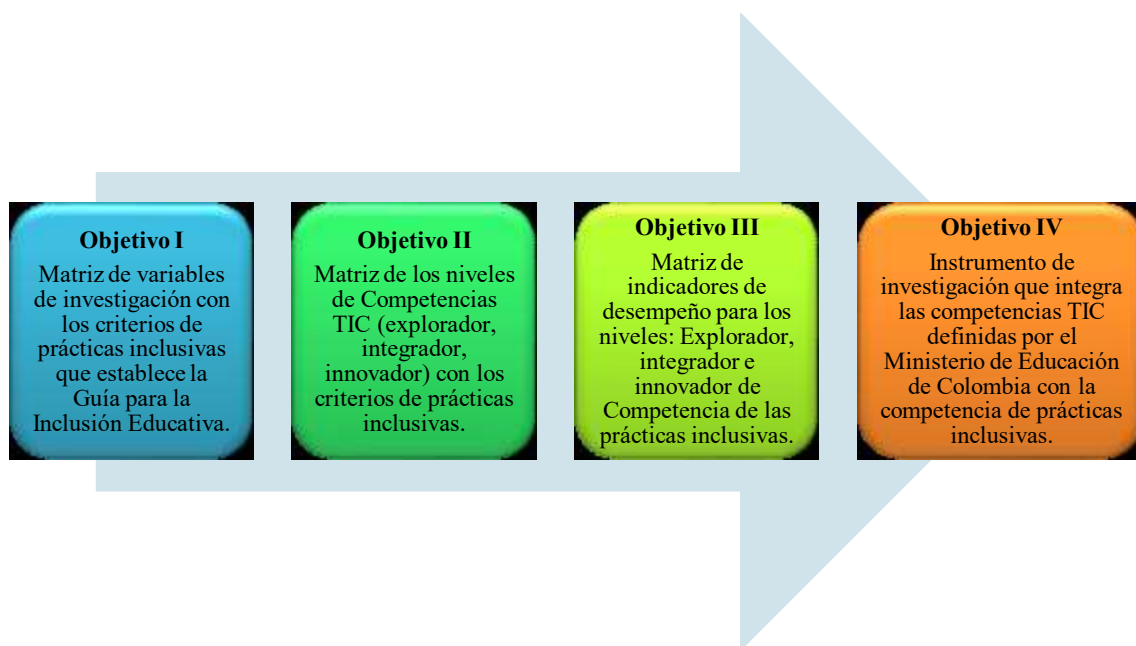 Objetivo I
Matriz de variables
de investigación con
los criterios de
prácticas inclusivas
que establece la
Guía para la
Inclusión Educativa.
Objetivo II
Matriz de los niveles
de Competencias
TIC (explorador,
integrador,
innovador) con los
criterios de prácticas
inclusivas.
Objetivo III
Matriz de
indicadores de
desempeño para los
niveles: Explorador,
integrador e
innovador de
Competencia de las
prácticas inclusivas.
Objetivo IV
Instrumento de
investigación que integra
las competencias TIC
definidas por el
Ministerio de Educación
de Colombia con la
competencia de prácticas
inclusivas.